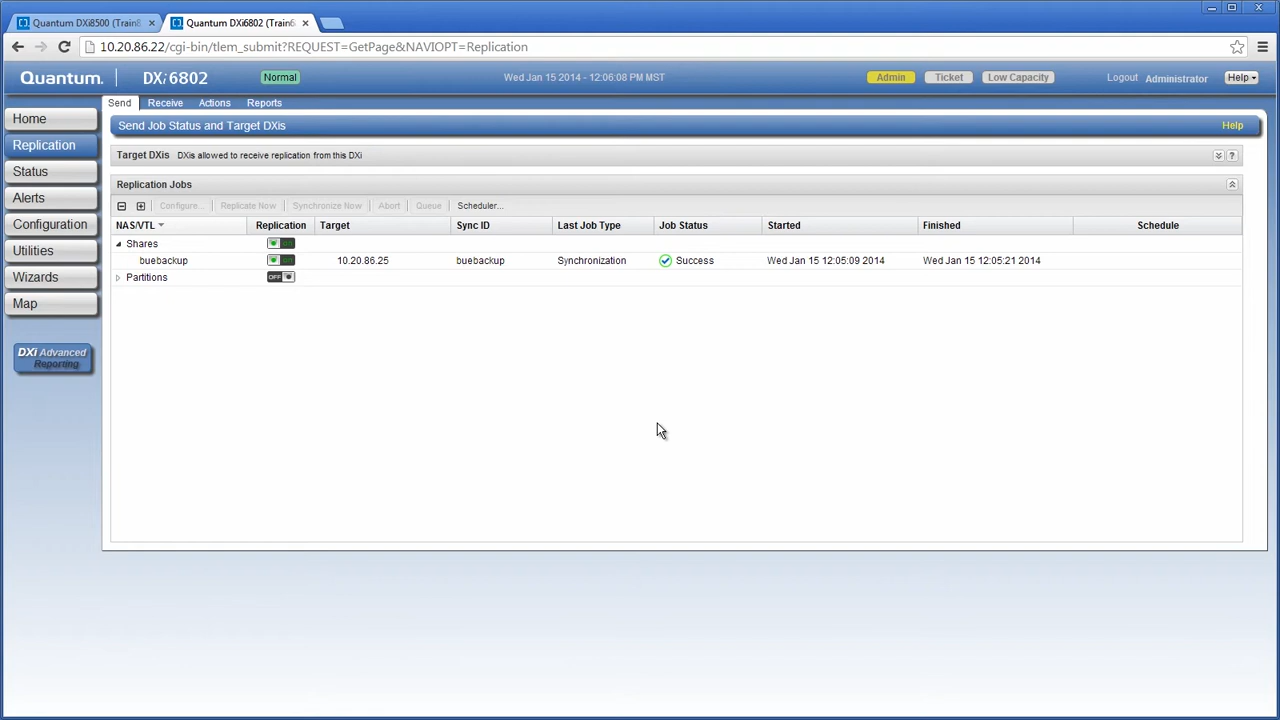 Quantum DXi8500 (Train8 × Quantum DXi6802 (Train6 ×
10.20.86.22/cgi-bin/tlem_submit?REQUEST=GetPage&NAVIOPT=Replication
Quantum. DXi6802 Normal Wed Jan 15 2014 - 12:06:08 PM MST Admin Ticket Low Capacity Logout Administrator Help
Send Receive Actions Reports
Home
Send Job Status and Target DXis Help
Replication
Target DXis DXis allowed to receive replication from this DXi ?
Status
Replication Jobs
Alerts
Configure... Replicate Now Synchronize Now Abort Queue Scheduler...
Configuration
NAS/VTL Replication Target Sync ID Last Job Type Job Status Started Finished Schedule
Shares ON
Utilities
buebackup ON 10.20.86.25 buebackup Synchronization Success Wed Jan 15 12:05:09 2014 Wed Jan 15 12:05:21 2014
Wizards
Partitions OFF
Map
DXi Advanced
Reporting